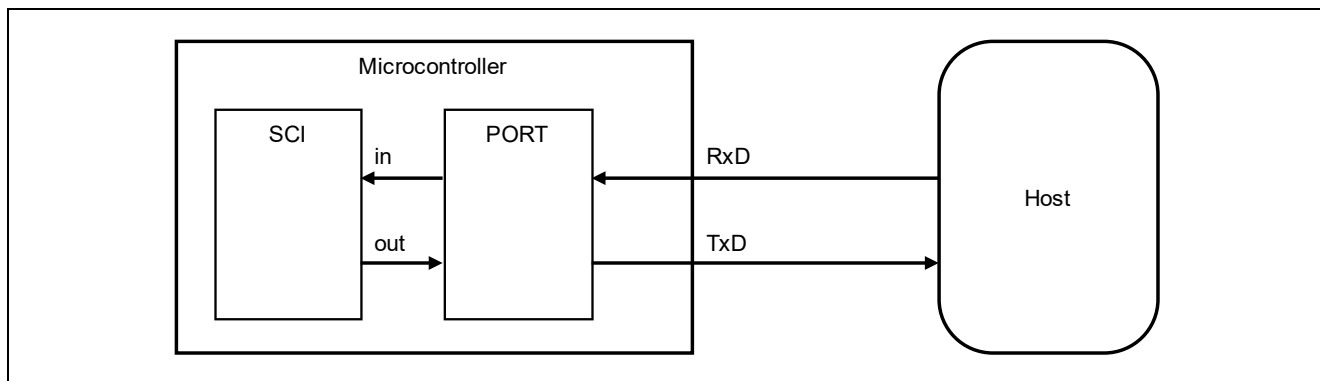 Microcontroller
SCI
PORT
in
RxD
Host
out
TxD